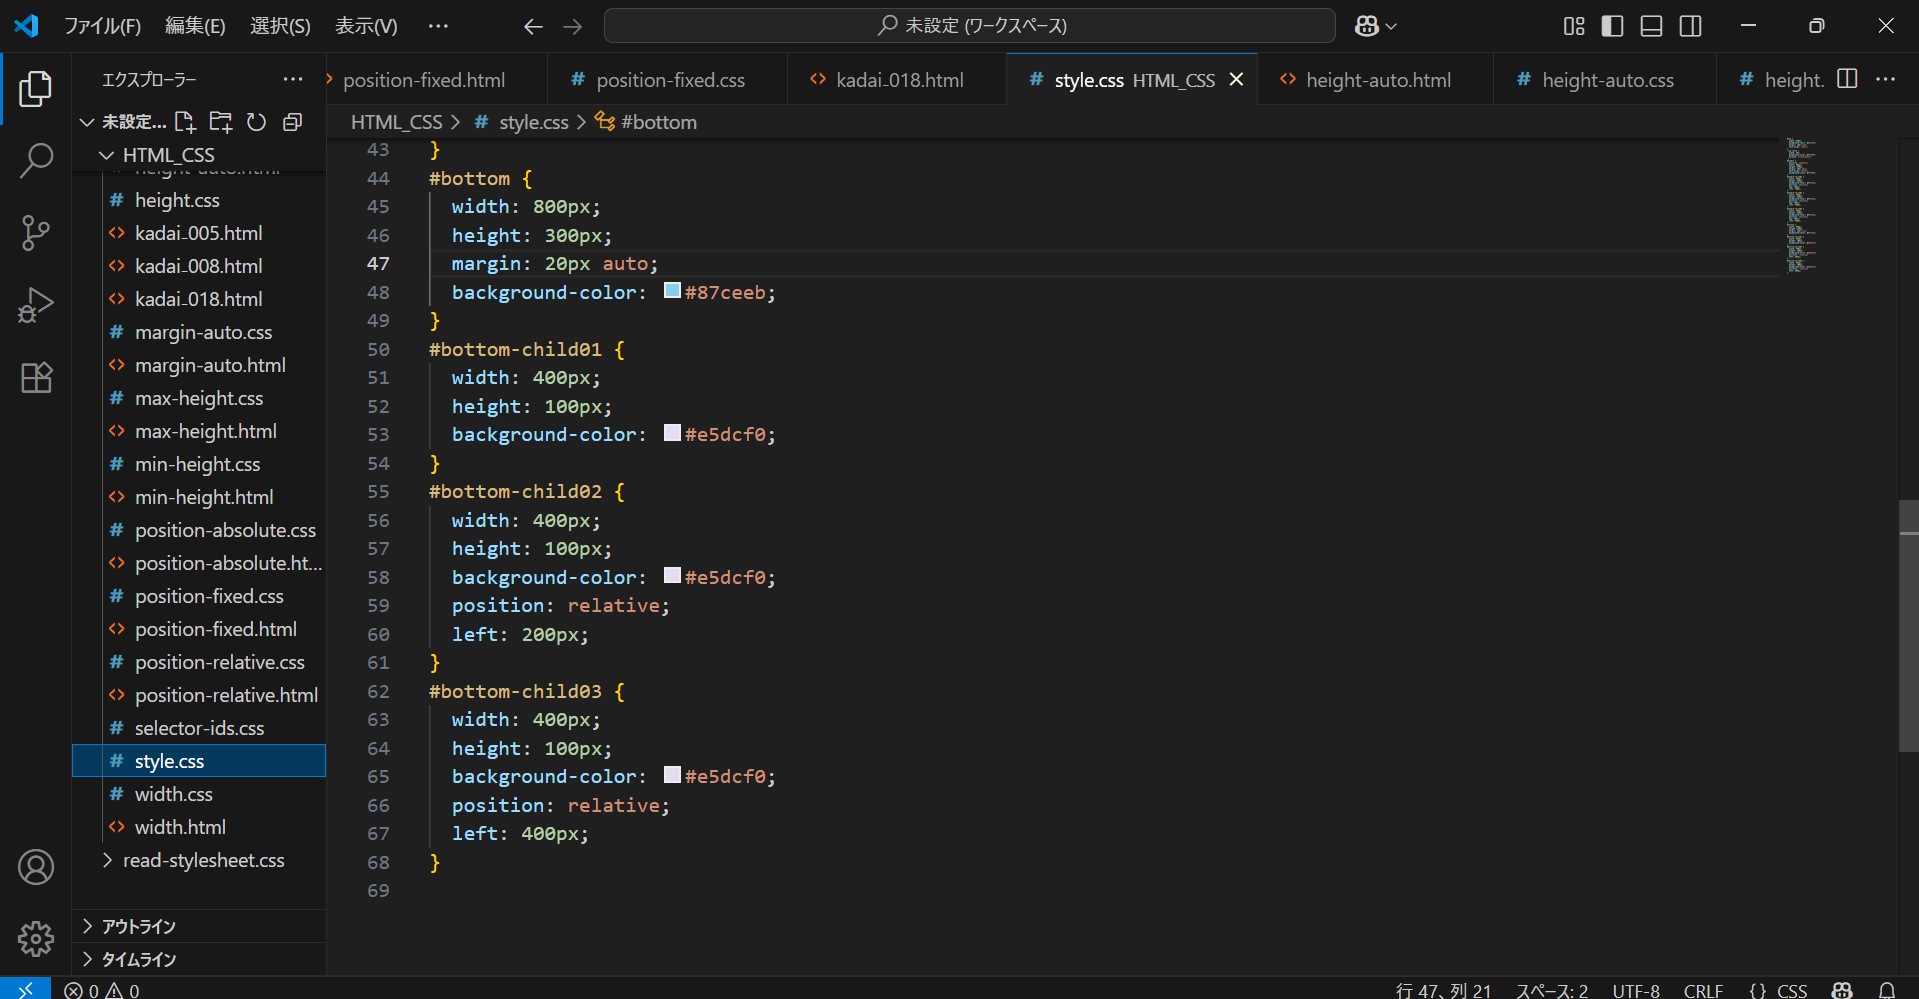 ファイル(F) 編集(E) 選択(S) 表示(V) ··· 未設定 (ワークスペース)
エクスプローラー ···
position-fixed.html # position-fixed.css <> kadai_018.html # style.css HTML_CSS × <> height-auto.html # height-auto.css # height. ···
未設定...
HTML_CSS > # style.css > #bottom
HTML_CSS
height-auto.html
# height.css
<> kadai_005.html
<> kadai_008.html
<> kadai_018.html
# margin-auto.css
<> margin-auto.html
# max-height.css
<> max-height.html
# min-height.css
<> min-height.html
# position-absolute.css
<> position-absolute.ht...
# position-fixed.css
<> position-fixed.html
# position-relative.css
<> position-relative.html
# selector-ids.css
# style.css
# width.css
<> width.html
> read-stylesheet.css
> アウトライン
> タイムライン
43 }
44 #bottom {
45 width: 800px;
46 height: 300px;
47 margin: 20px auto;
48 background-color: #87ceeb;
49 }
50 #bottom-child01 {
51 width: 400px;
52 height: 100px;
53 background-color: #e5dcf0;
54 }
55 #bottom-child02 {
56 width: 400px;
57 height: 100px;
58 background-color: #e5dcf0;
59 position: relative;
60 left: 200px;
61 }
62 #bottom-child03 {
63 width: 400px;
64 height: 100px;
65 background-color: #e5dcf0;
66 position: relative;
67 left: 400px;
68 }
69
0 0 行 47、列 21 スペース: 2 UTF-8 CRLF {} CSS